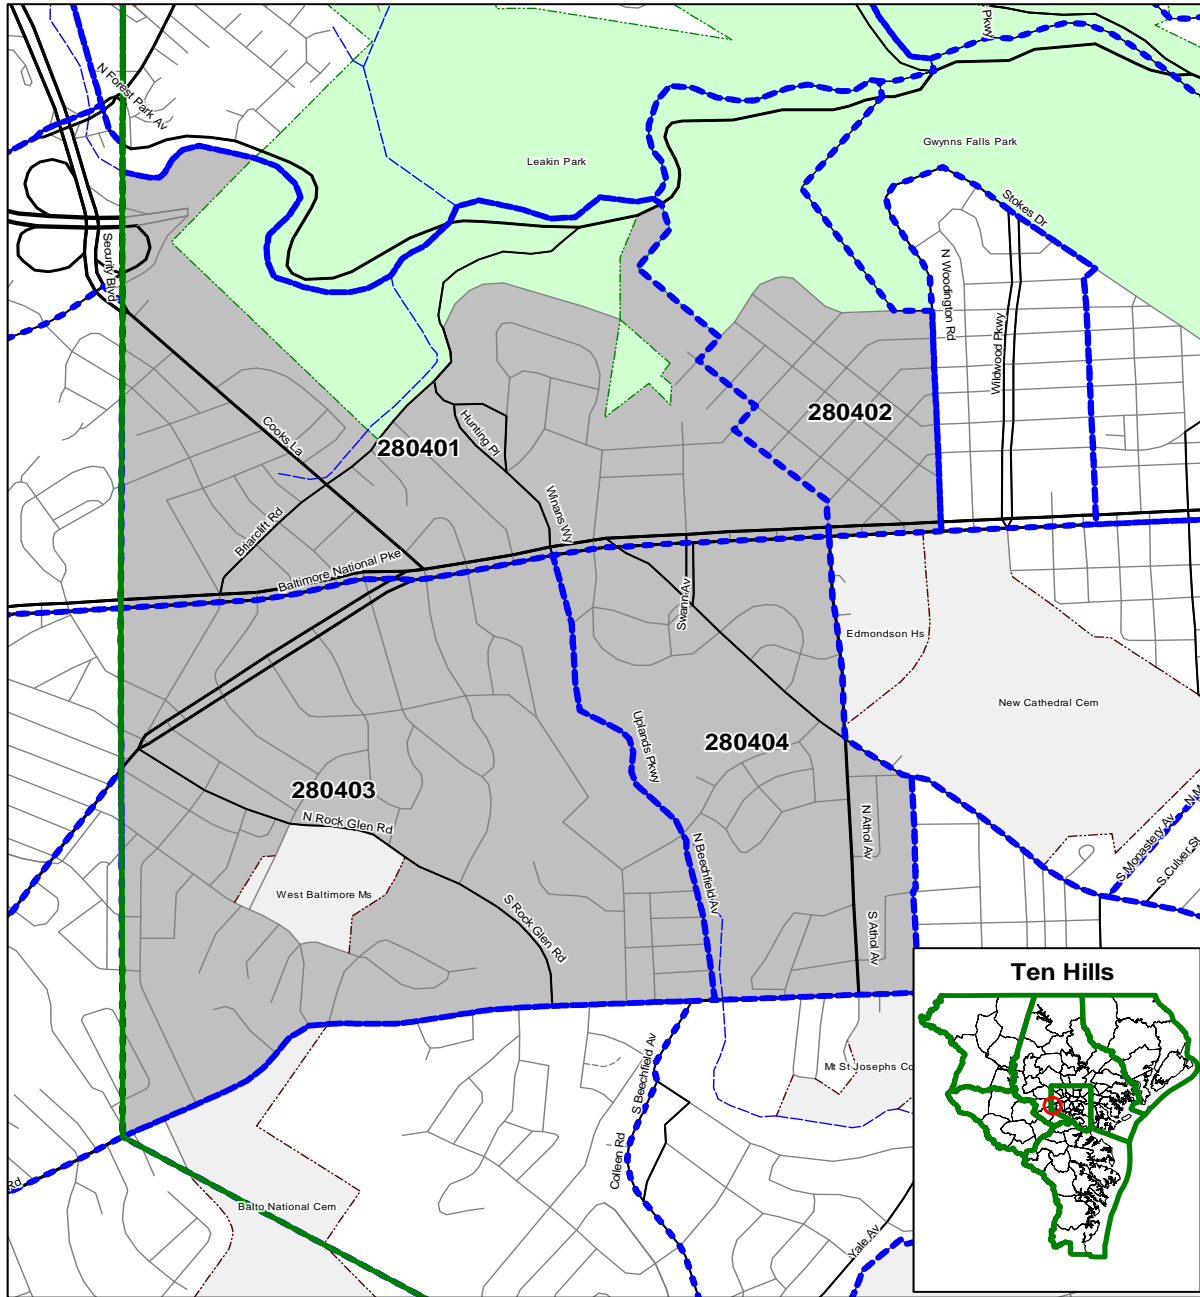 Pkwy
N Forest Park Av
Leakin Park
Gwynns Falls Park
Stokes Dr
Security Blvd
N Woodington Rd
Wildwood Pkwy
Cooks La
Hunting Pl
280402
280401
Winans Wy
Briarclift Rd
Baltimore National Pke
Swann Av
Edmondson Hs
New Cathedral Cem
Uplands Pkwy
280404
280403
N Rock Glen Rd
N Athol Av
N Beechfield Av
S Monastery Av
S Culver St
West Baltimore Ms
S Rock Glen Rd
S Athol Av
Ten Hills
S Beechfield Av
Mt St Josephs Co
Colleen Rd
Rd
Balto National Cem
Yale Av